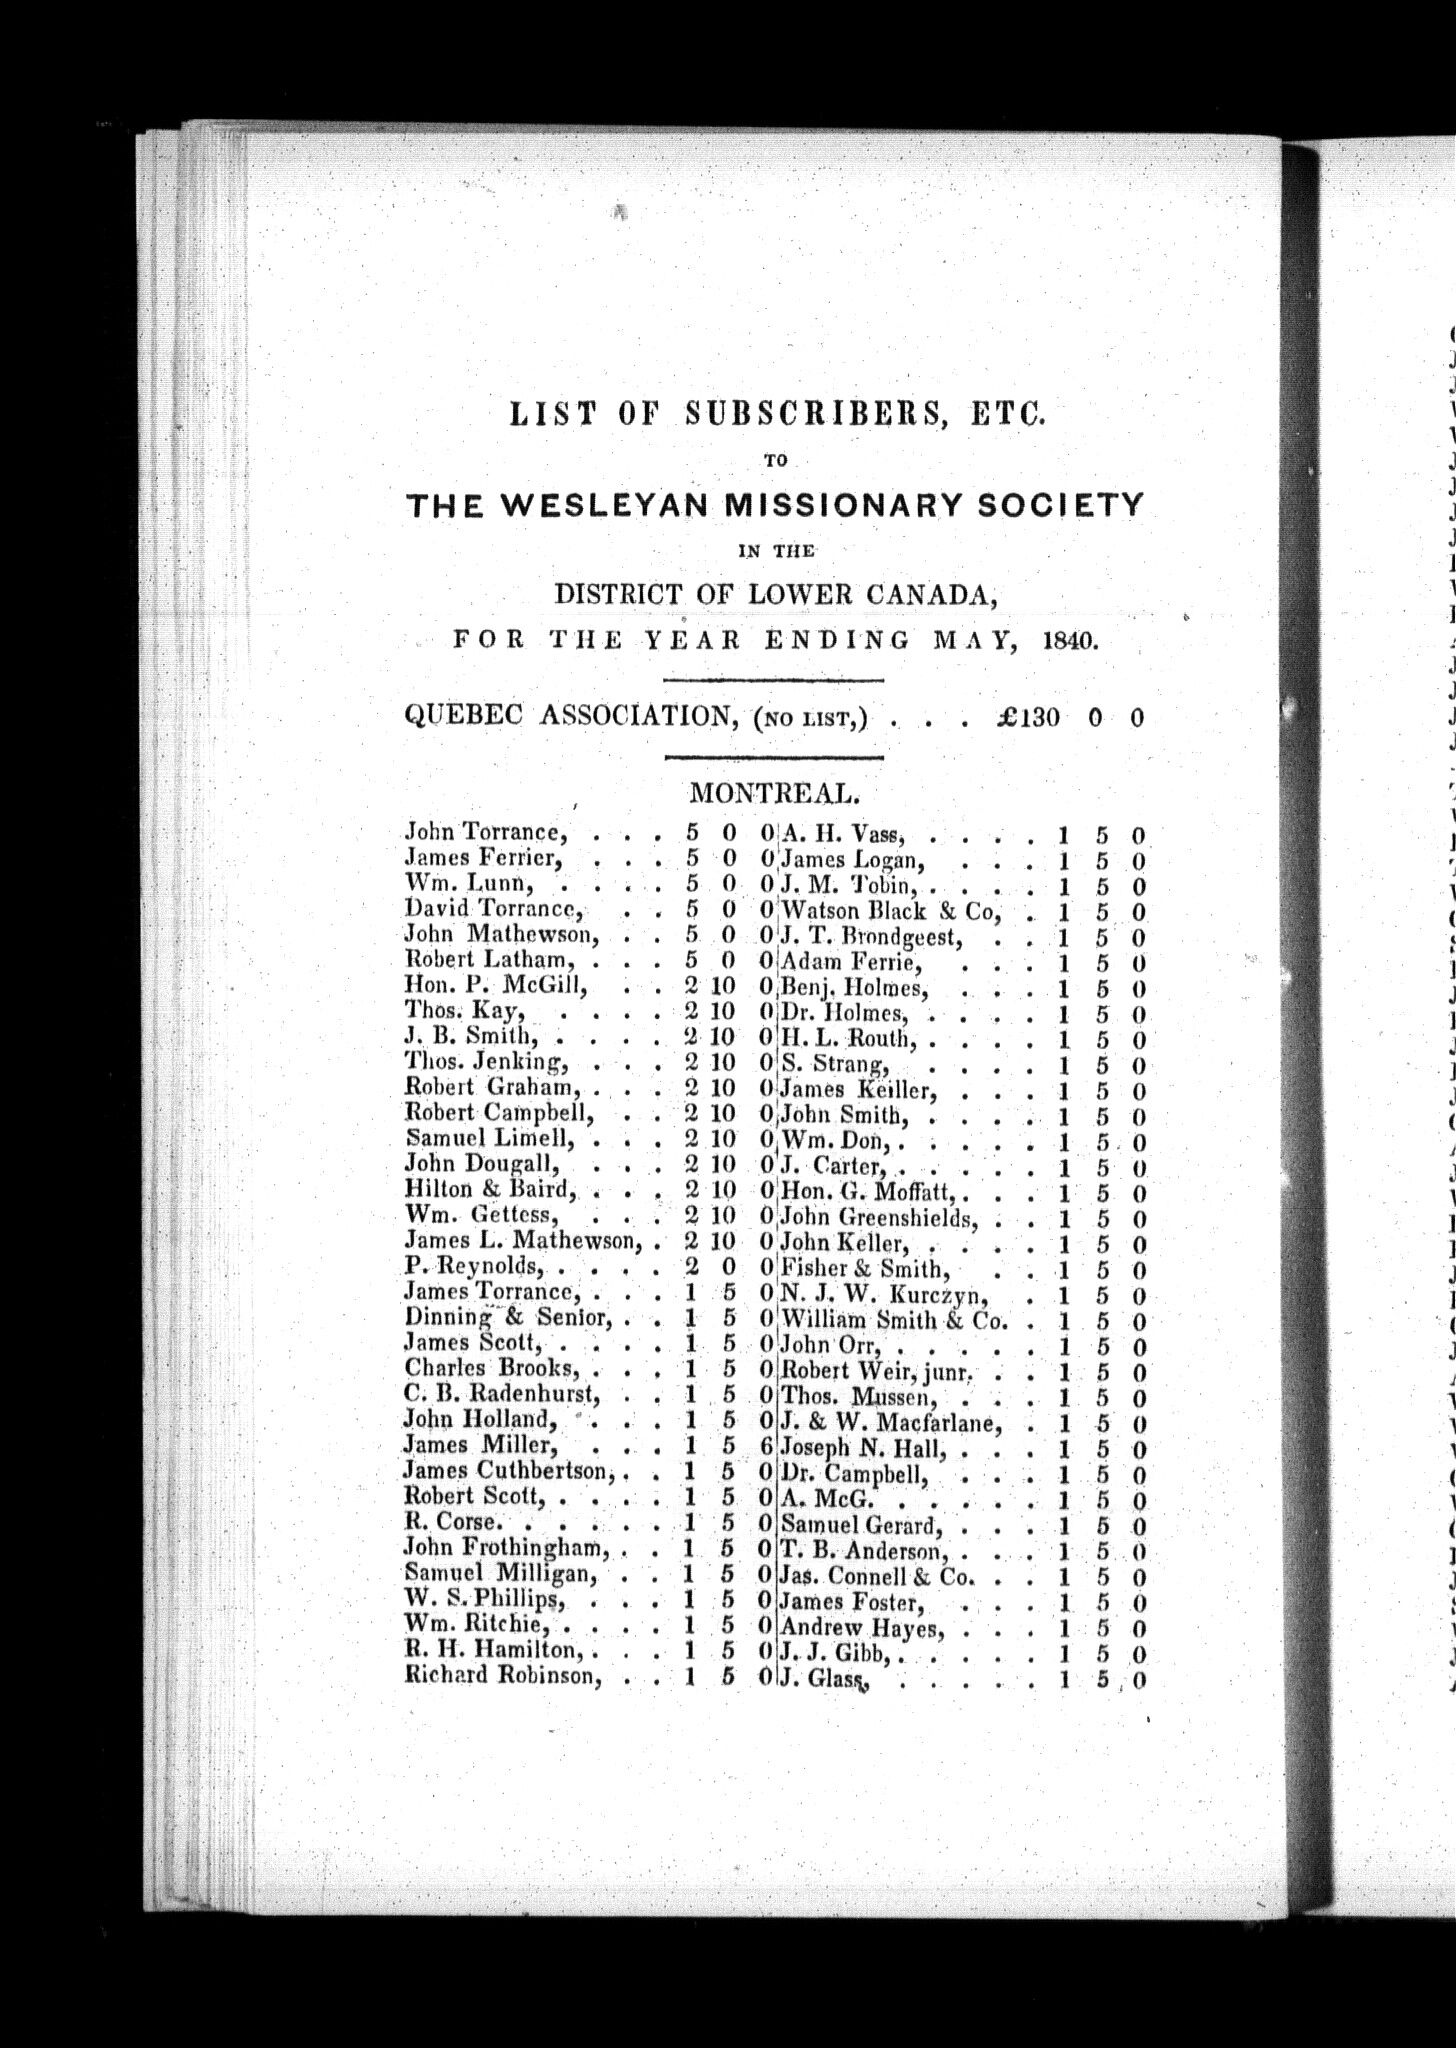 LIST OF SUBSCRIBERS, ETC.
TO
THE WESLEYAN MISSIONARY SOCIETY
IN THE
DISTRICT OF LOWER CANADA,
FOR THE YEAR ENDING MAY, 1840.
QUEBEC ASSOCIATION, (NO LIST,) . . . £130 0 0
MONTREAL.
John Torrance, . . . 5 0 0
James Ferrier, . . . 5 0 0
Wm. Lunn, . . . . 5 0 0
David Torrance, . . 5 0 0
John Mathewson, . . 5 0 0
Robert Latham, . . . 5 0 0
Hon. P. McGill, . . 2 10 0
Thos. Kay, . . . . 2 10 0
J. B. Smith, . . . . 2 10 0
Thos. Jenking, . . . 2 10 0
Robert Graham, . . . 2 10 0
Robert Campbell, . . 2 10 0
Samuel Limell, . . . 2 10 0
John Dougall, . . . 2 10 0
Hilton & Baird, . . . 2 10 0
Wm. Gettess, . . . 2 10 0
James L. Mathewson, . 2 10 0
P. Reynolds, . . . . 2 0 0
James Torrance, . . . 1 5 0
Dinning & Senior, . . 1 5 0
James Scott, . . . . 1 5 0
Charles Brooks, . . . 1 5 0
C. B. Radenhurst, . . 1 5 0
John Holland, . . . 1 5 0
James Miller, . . . 1 5 6
James Cuthbertson, . . 1 5 0
Robert Scott, . . . . 1 5 0
R. Corse. . . . . . 1 5 0
John Frothingham, . . 1 5 0
Samuel Milligan, . . 1 5 0
W. S. Phillips, . . . 1 5 0
Wm. Ritchie, . . . . 1 5 0
R. H. Hamilton, . . . 1 5 0
Richard Robinson, . . 1 5 0
A. H. Vass, . . . . 1 5 0
James Logan, . . . 1 5 0
J. M. Tobin, . . . . 1 5 0
Watson Black & Co, . 1 5 0
J. T. Brondgeest, . . 1 5 0
Adam Ferrie, . . . 1 5 0
Benj. Holmes, . . . 1 5 0
Dr. Holmes, . . . . 1 5 0
H. L. Routh, . . . . 1 5 0
S. Strang, . . . . 1 5 0
James Keiller, . . . 1 5 0
John Smith, . . . . 1 5 0
Wm. Don, . . . . . 1 5 0
J. Carter, . . . . . 1 5 0
Hon. G. Moffatt, . . . 1 5 0
John Greenshields, . . 1 5 0
John Keller, . . . . 1 5 0
Fisher & Smith, . . 1 5 0
N. J. W. Kurczyn, . 1 5 0
William Smith & Co. . 1 5 0
John Orr, . . . . . 1 5 0
Robert Weir, junr. . . 1 5 0
Thos. Mussen, . . . 1 5 0
J. & W. Macfarlane, . 1 5 0
Joseph N. Hall, . . . 1 5 0
Dr. Campbell, . . . 1 5 0
A. McG. . . . . . 1 5 0
Samuel Gerard, . . . 1 5 0
T. B. Anderson, . . . 1 5 0
Jas. Connell & Co. . . 1 5 0
James Foster, . . . 1 5 0
Andrew Hayes, . . . 1 5 0
J. J. Gibb, . . . . . 1 5 0
J. Glass, . . . . . 1 5 0